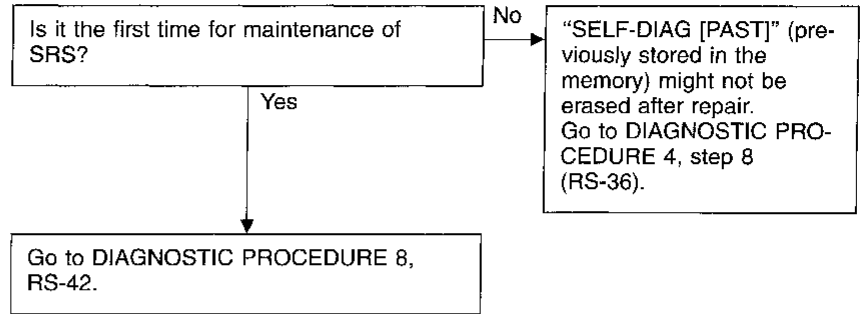 Is it the first time for maintenance of
SRS?
No
"SELF-DIAG [PAST]" (pre-
viously stored in the
memory) might not be
erased after repair.
Go to DIAGNOSTIC PRO-
CEDURE 4, step 8
(RS-36).
Yes
Go to DIAGNOSTIC PROCEDURE 8,
RS-42.